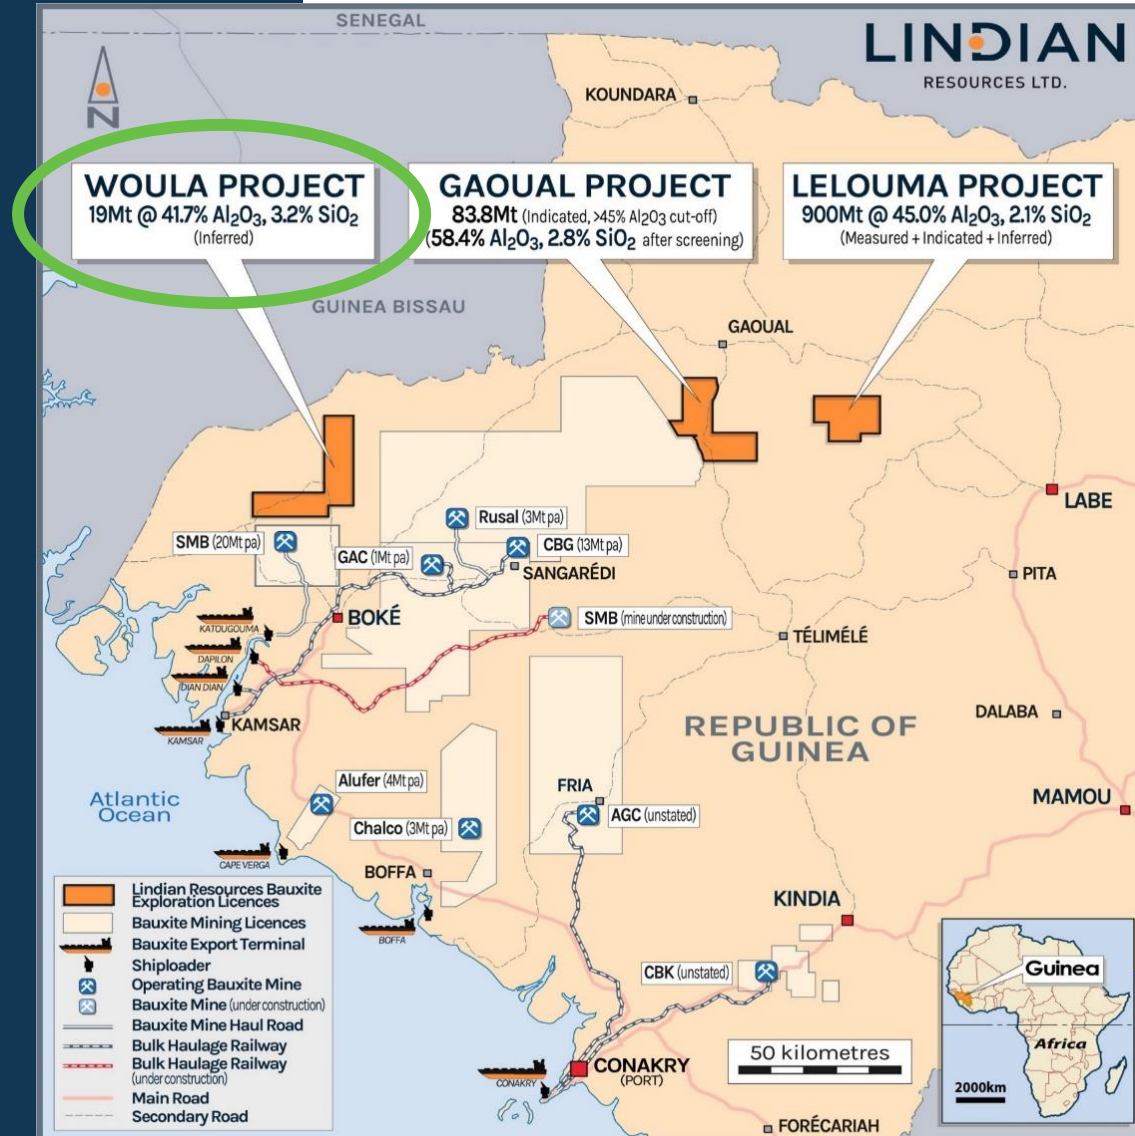 SENEGAL
LINDIAN
RESOURCES LTD.
N
KOUNDARA
WOULA PROJECT
19Mt @ 41.7% Al₂O₃, 3.2% SiO₂
(Inferred)
GAOUAL PROJECT
83.8Mt (Indicated, >45% Al₂O₃ cut-off)
(58.4% Al₂O₃, 2.8% SiO₂ after screening)
LELOUMA PROJECT
900Mt @ 45.0% Al₂O₃, 2.1% SiO₂
(Measured + Indicated + Inferred)
GUINEA BISSAU
GAOUAL
LABE
Rusal (3Mt pa)
SMB (20Mt pa)
GAC (1Mt pa)
CBG (13Mt pa)
SANGARÉDI
PITA
BOKÉ
SMB (mine under construction)
TÉLIMÉLÉ
KATOUGOUMA
DAPILON
DIAN DIAN
KAMSAR
KAMSAR
DALABA
REPUBLIC OF
GUINEA
Atlantic
Ocean
Alufer (4Mt pa)
Chalco (3Mt pa)
FRIA
AGC (unstated)
MAMOU
CAPE VERGA
BOFFA
BOFFA
KINDIA
CBK (unstated)
CONAKRY
(PORT)
CONAKRY
FORÉCARIAH
Lindian Resources Bauxite
Exploration Licences
Bauxite Mining Licences
Bauxite Export Terminal
Shiploader
Operating Bauxite Mine
Bauxite Mine (under construction)
Bauxite Mine Haul Road
Bulk Haulage Railway
Bulk Haulage Railway
(under construction)
Main Road
Secondary Road
50 kilometres
Guinea
Africa
2000km